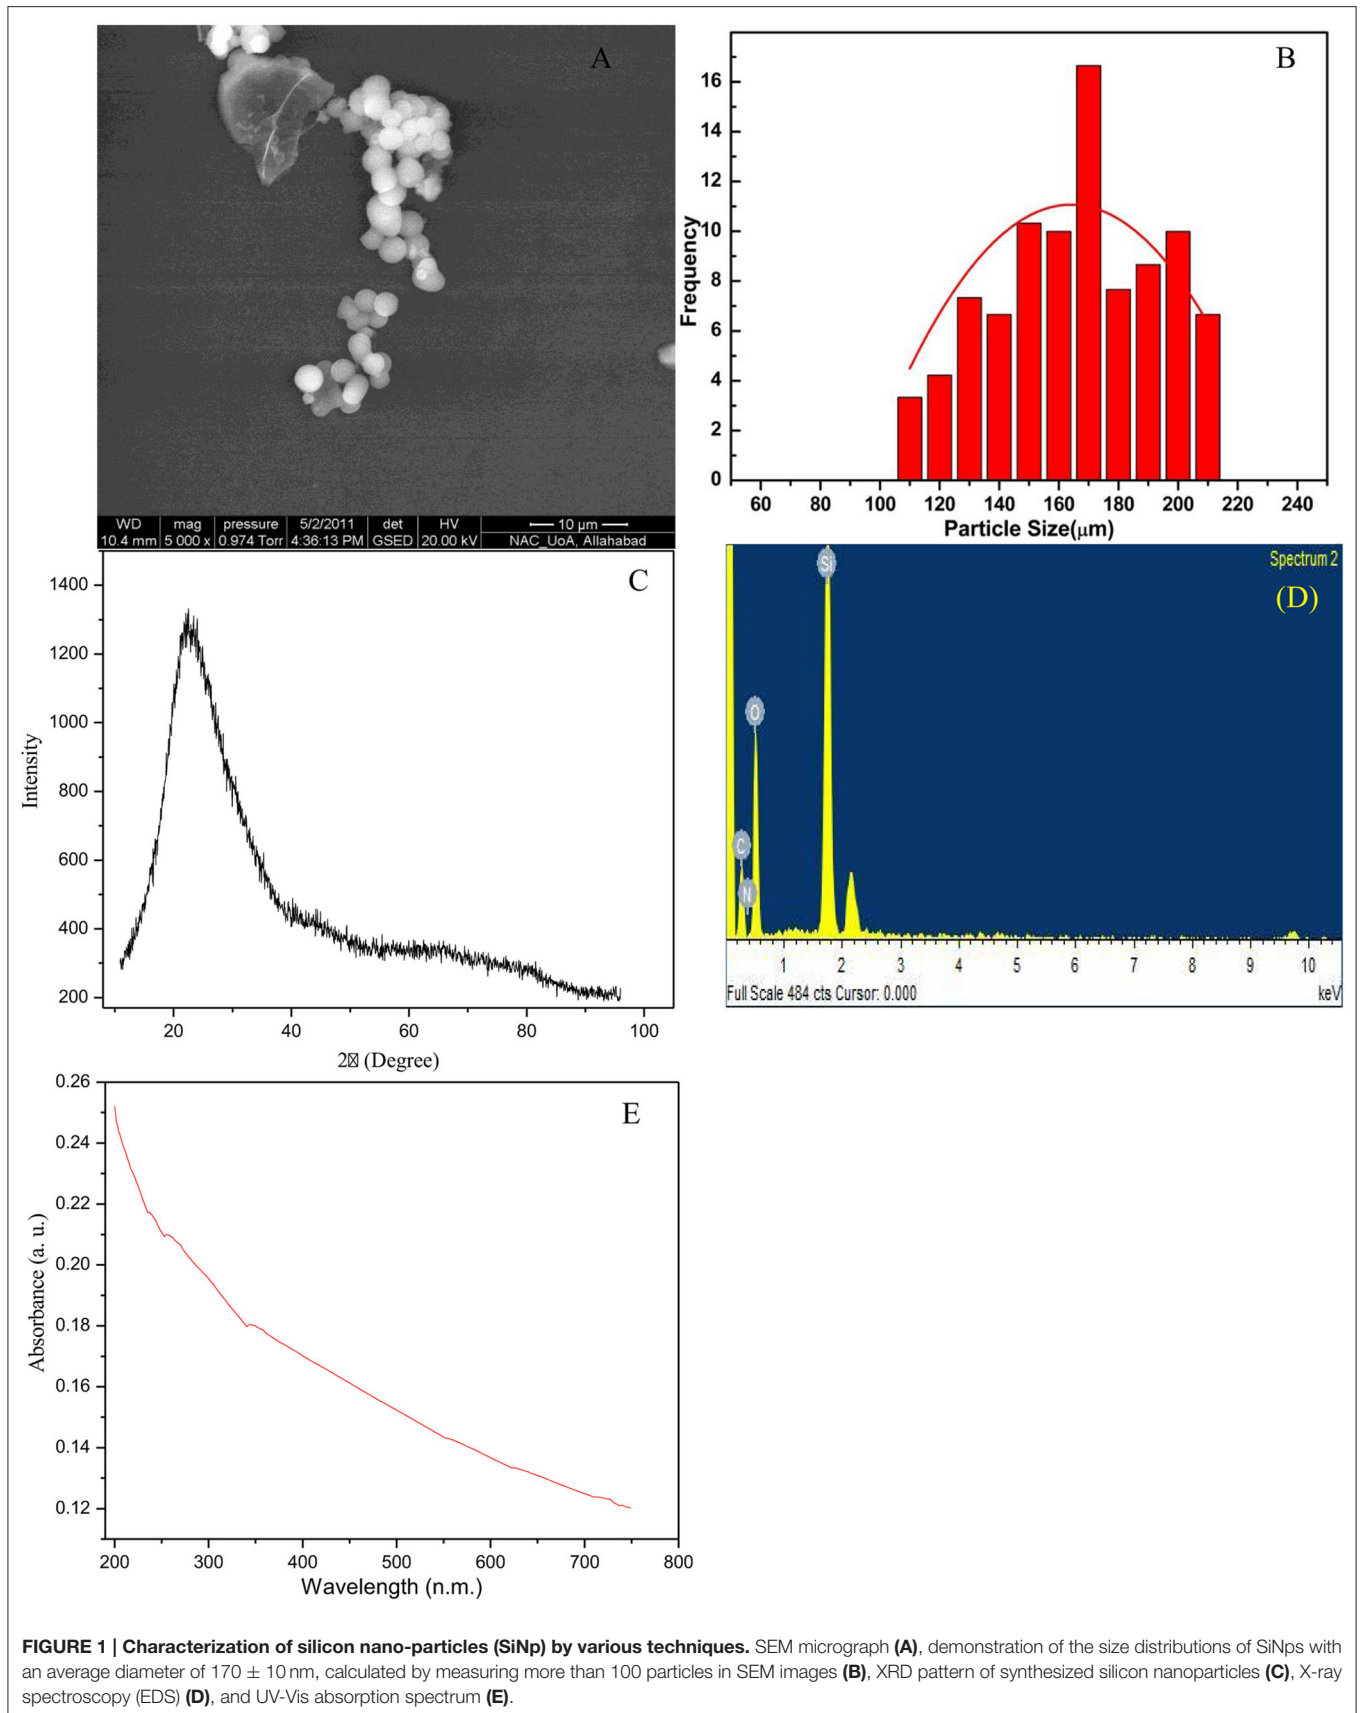 A
WD mag pressure 5/2/2011 det HV 10 µm
10.4 mm 5 000 x 0.974 Torr 4:36:13 PM GSED 20.00 kV NAC_UoA, Allahabad
B
Frequency
16
14
12
10
8
6
4
2
0
60 80 100 120 140 160 180 200 220 240
Particle Size(μm)
C
Intensity
1400
1200
1000
800
600
400
200
20 40 60 80 100
2 (Degree)
Spectrum 2
(D)
Si
O
C
N
1 2 3 4 5 6 7 8 9 10
Full Scale 484 cts Cursor: 0.000 keV
E
Absorbance (a. u.)
0.26
0.24
0.22
0.20
0.18
0.16
0.14
0.12
200 300 400 500 600 700 800
Wavelength (n.m.)
FIGURE 1 | Characterization of silicon nano-particles (SiNp) by various techniques. SEM micrograph (A), demonstration of the size distributions of SiNps with
an average diameter of 170 ± 10 nm, calculated by measuring more than 100 particles in SEM images (B), XRD pattern of synthesized silicon nanoparticles (C), X-ray
spectroscopy (EDS) (D), and UV-Vis absorption spectrum (E).